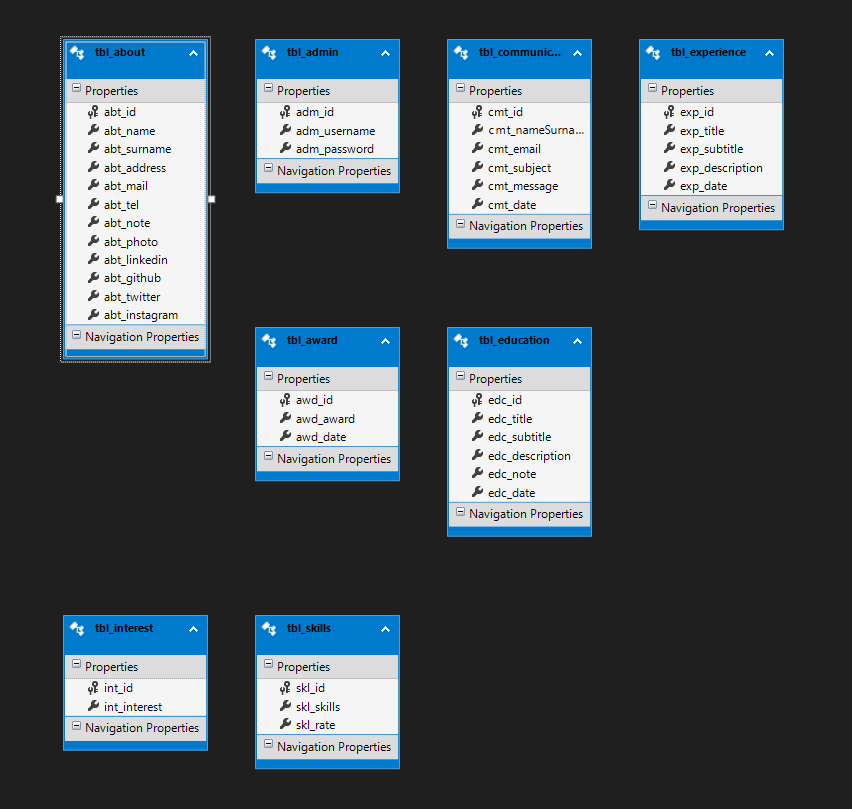 tbl_about
Properties
abt_id
abt_name
abt_surname
abt_address
abt_mail
abt_tel
abt_note
abt_photo
abt_linkedin
abt_github
abt_twitter
abt_instagram
Navigation Properties
tbl_admin
Properties
adm_id
adm_username
adm_password
Navigation Properties
tbl_communic...
Properties
cmt_id
cmt_nameSurna...
cmt_email
cmt_subject
cmt_message
cmt_date
Navigation Properties
tbl_experience
Properties
exp_id
exp_title
exp_subtitle
exp_description
exp_date
Navigation Properties
tbl_award
Properties
awd_id
awd_award
awd_date
Navigation Properties
tbl_education
Properties
edc_id
edc_title
edc_subtitle
edc_description
edc_note
edc_date
Navigation Properties
tbl_interest
Properties
int_id
int_interest
Navigation Properties
tbl_skills
Properties
skl_id
skl_skills
skl_rate
Navigation Properties